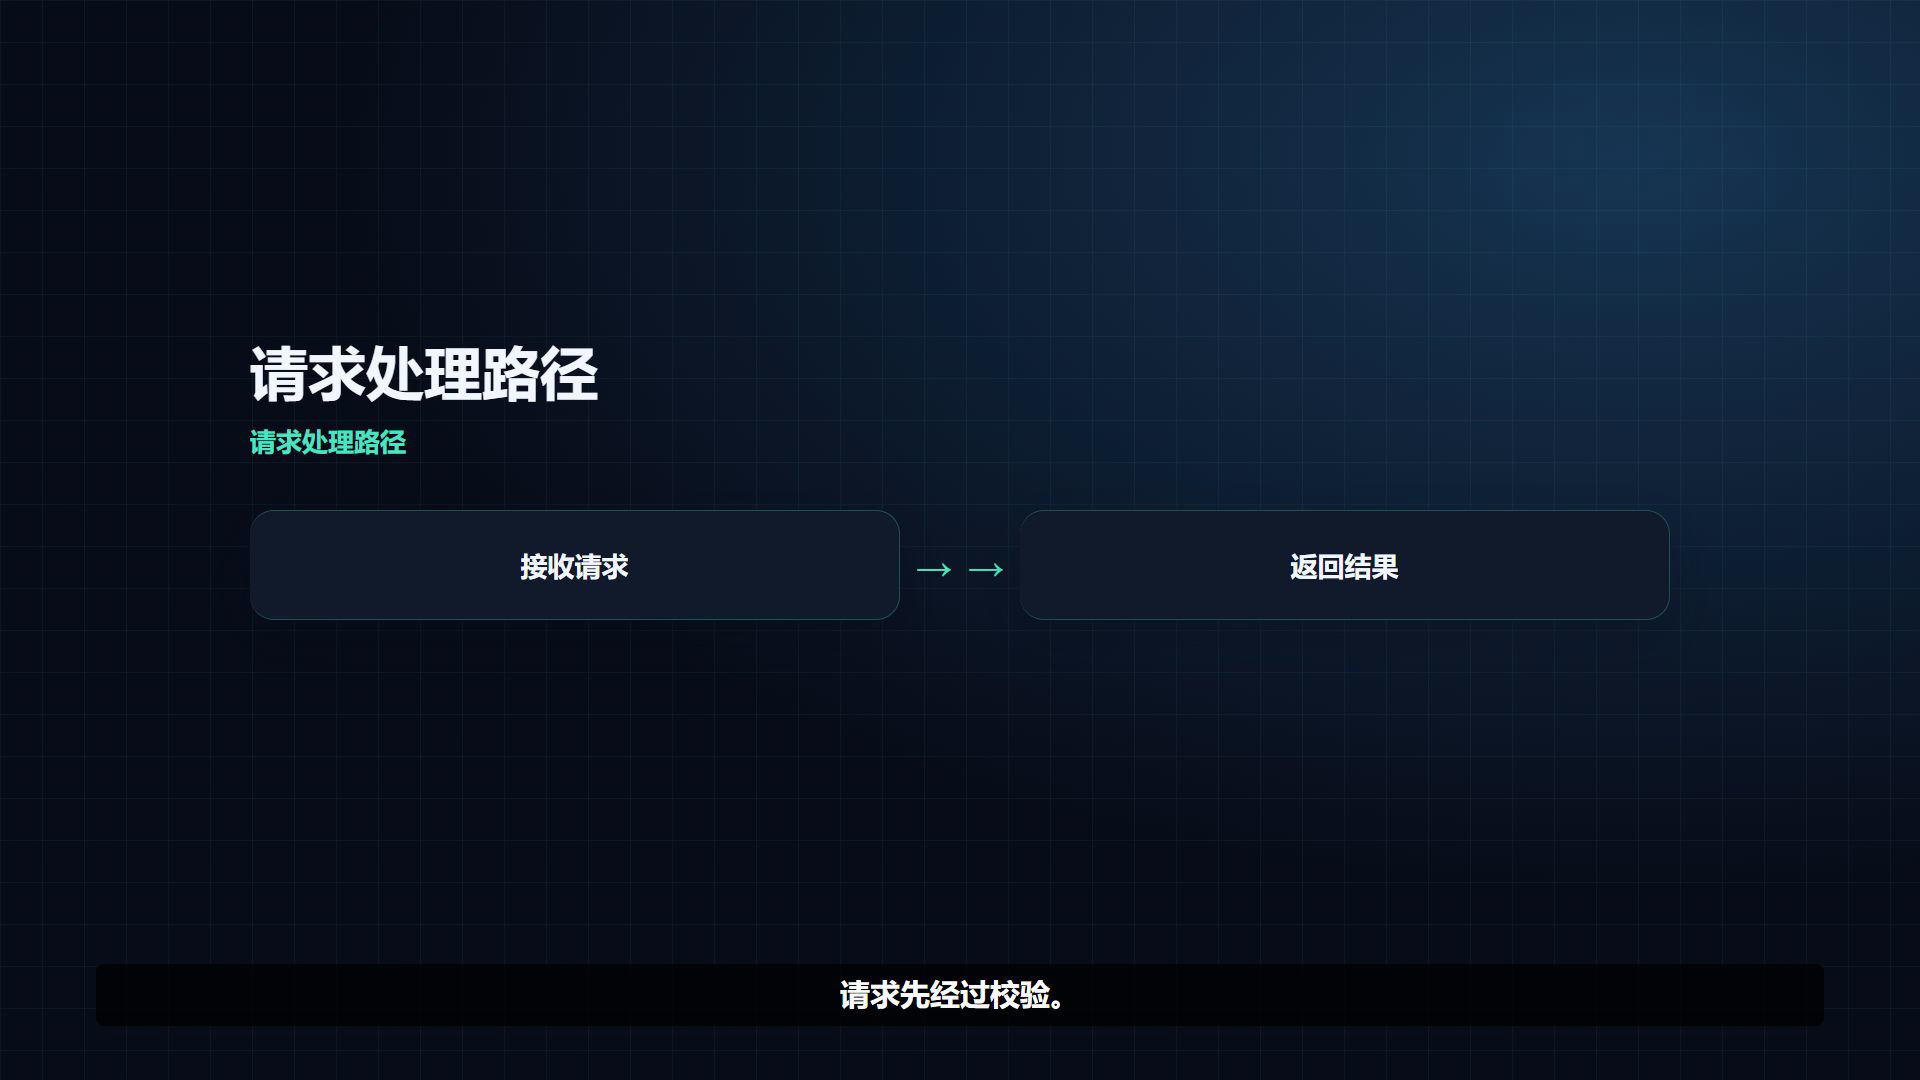 请求处理路径
请求处理路径
接收请求 → → 返回结果
请求先经过校验。